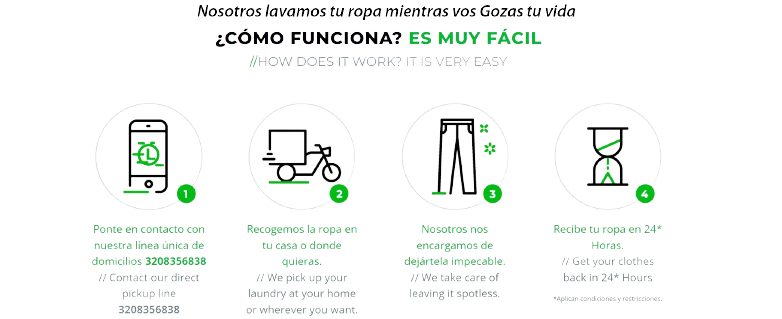 Nosotros lavamos tu ropa mientras vos Gozas tu vida
¿CÓMO FUNCIONA? ES MUY FÁCIL
//HOW DOES IT WORK? IT IS VERY EASY
1
Ponte en contacto con
nuestra línea única de
domicilios 3208356838
// Contact our direct
pickup line
3208356838
2
Recogemos la ropa en
tu casa o donde
quieras.
// We pick up your
laundry at your home
or wherever you want.
3
Nosotros nos
encargamos de
dejártela impecable.
// We take care of
leaving it spotless.
4
Recibe tu ropa en 24*
Horas.
// Get your clothes
back in 24* Hours
*Aplican condiciones y restricciones.